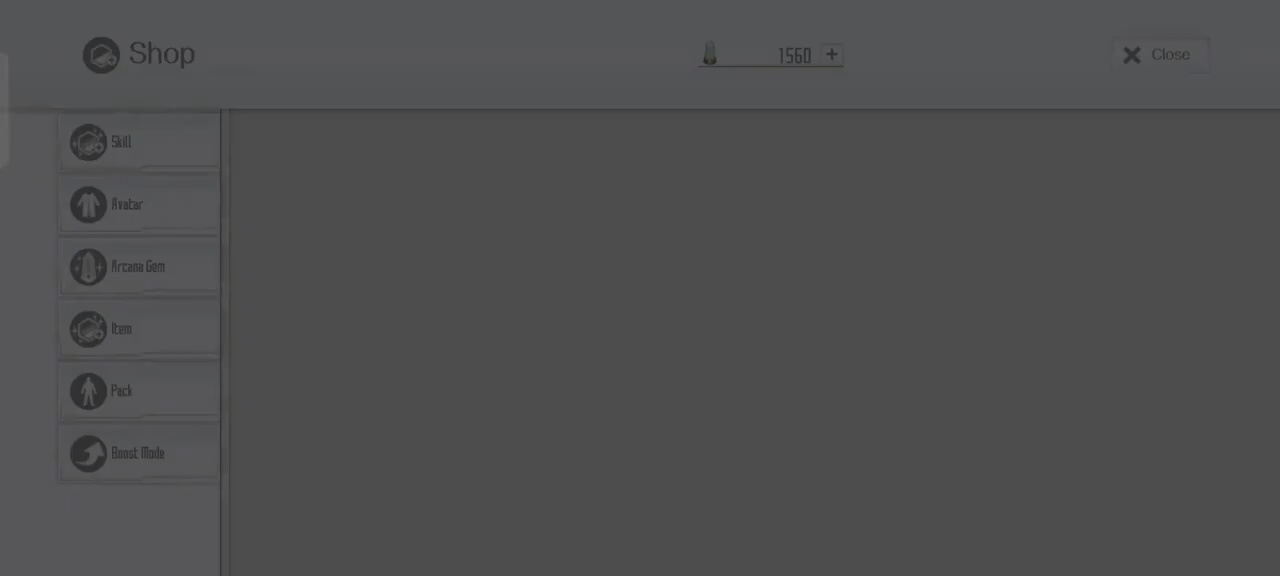 Shop
1560 +
Close
Skill
Avatar
Arcana Gem
Item
Pack
Boost Mode